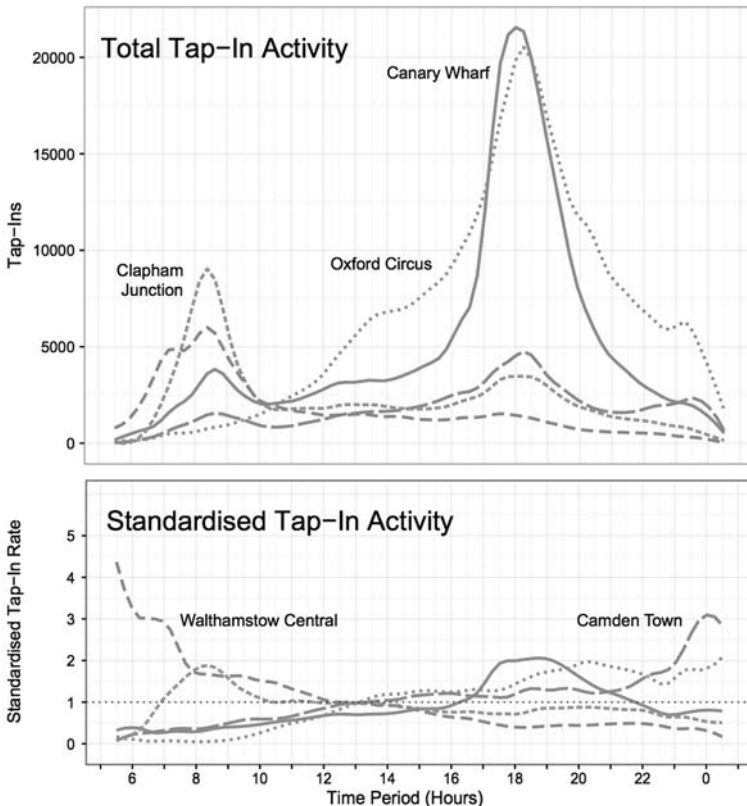 Total Tap-In Activity
Canary Wharf
Oxford Circus
Clapham
Junction
Tap-Ins
20000
15000
10000
5000
0
Standardised Tap-In Activity
Walthamstow Central
Camden Town
Standardised Tap-In Rate
5
4
3
2
1
0
6 8 10 12 14 16 18 20 22 0
Time Period (Hours)